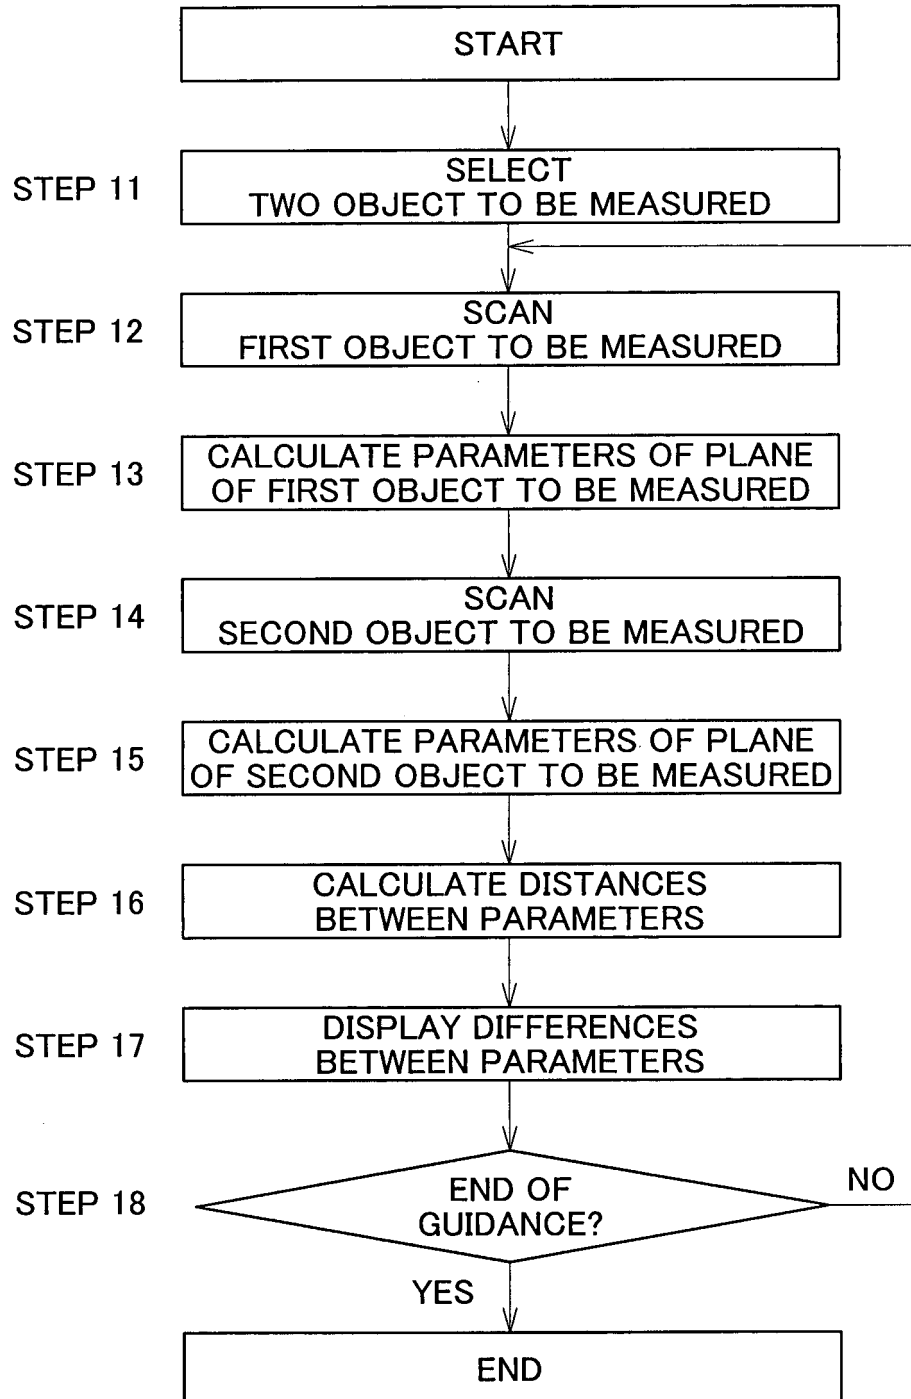 START
STEP 11
SELECT
TWO OBJECT TO BE MEASURED
STEP 12
SCAN
FIRST OBJECT TO BE MEASURED
STEP 13
CALCULATE PARAMETERS OF PLANE
OF FIRST OBJECT TO BE MEASURED
STEP 14
SCAN
SECOND OBJECT TO BE MEASURED
STEP 15
CALCULATE PARAMETERS OF PLANE
OF SECOND OBJECT TO BE MEASURED
STEP 16
CALCULATE DISTANCES
BETWEEN PARAMETERS
STEP 17
DISPLAY DIFFERENCES
BETWEEN PARAMETERS
STEP 18
END OF
GUIDANCE?
NO
YES
END